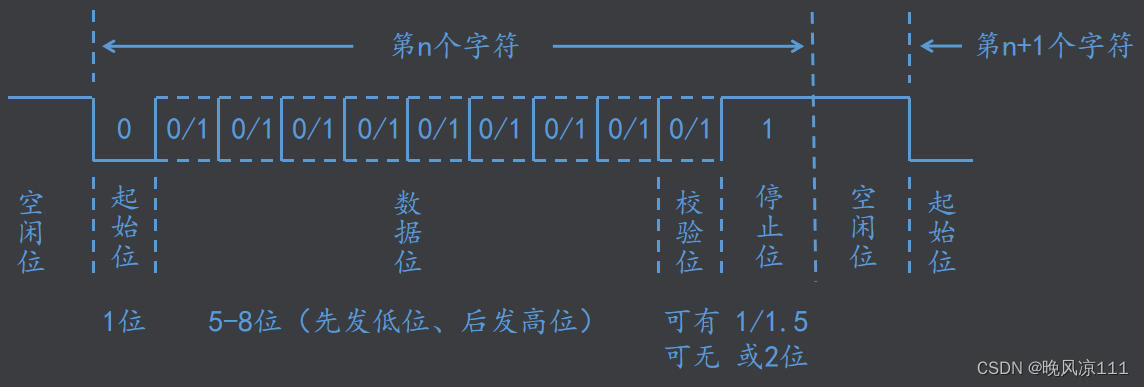 第n个字符
第n+1个字符
0
0/1
0/1
0/1
0/1
0/1
0/1
0/1
0/1
0/1
1
空闲位
起始位
数据位
校验位
停止位
空闲位
起始位
1位
5-8位（先发低位、后发高位）
可有
可无
1/1.5
或2位
CSDN @晚风凉111